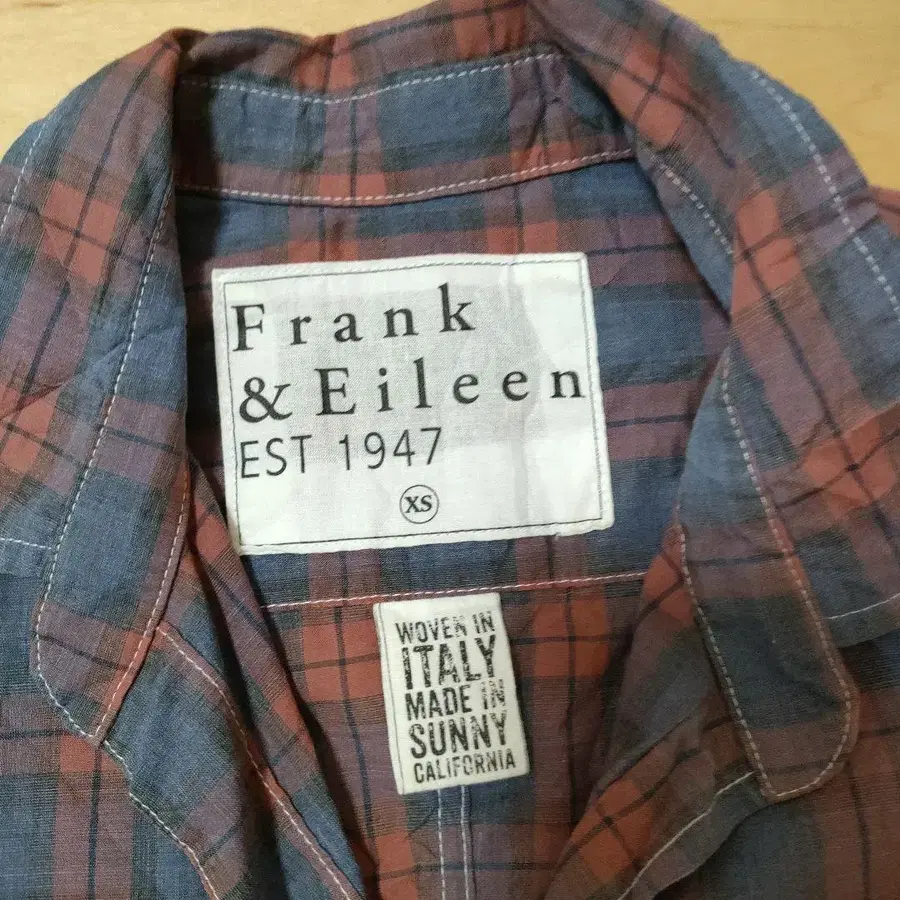 Frank
& Eileen
EST 1947
XS
WOVEN IN
ITALY
MADE IN
SUNNY
CALIFORNIA